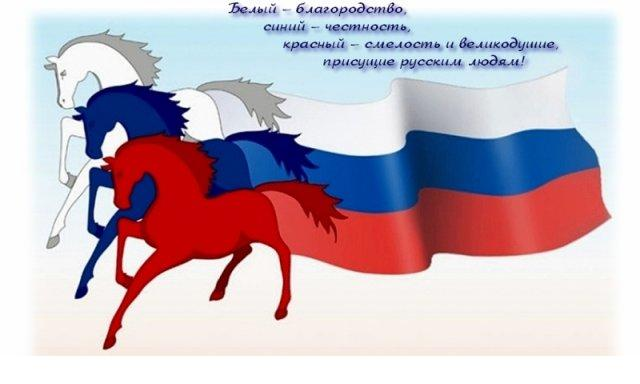 Белый – благородство,
синий – честность,
красный – смелость и великодушие,
присущие русским людям!